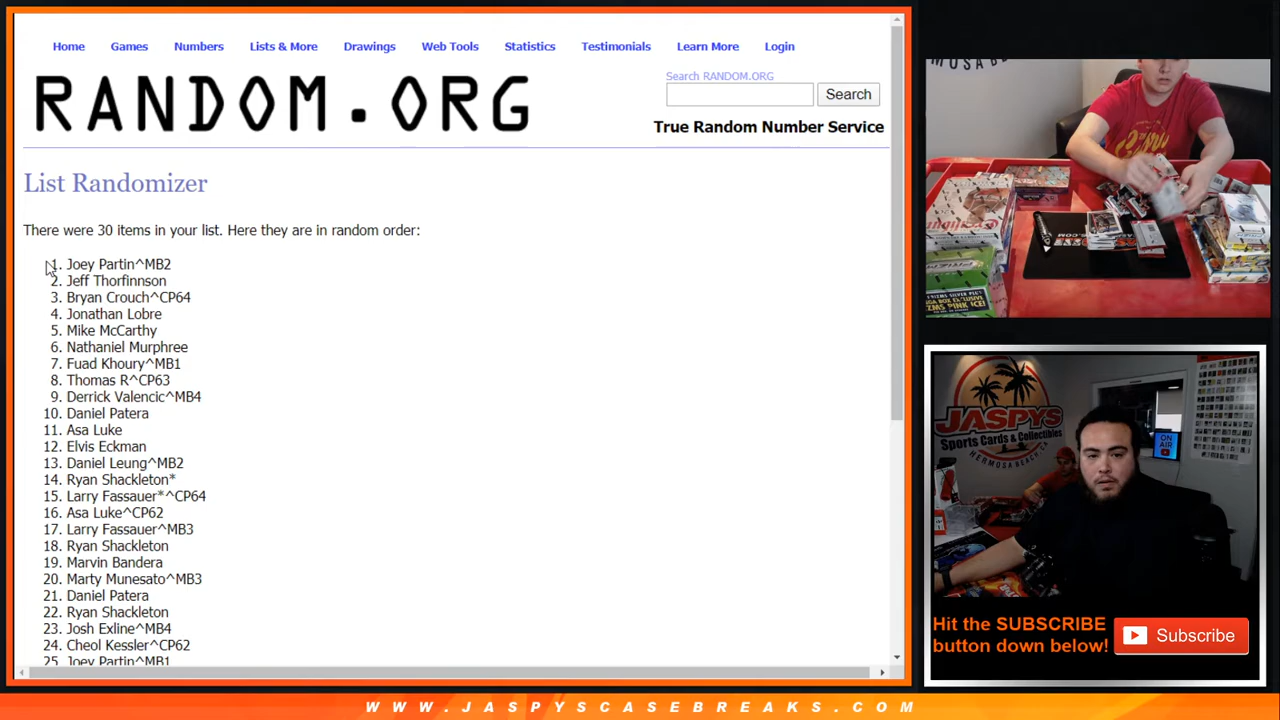 Home Games Numbers Lists & More Drawings Web Tools Statistics Testimonials Learn More Login
RANDOM.ORG
Search RANDOM.ORG
Search
True Random Number Service
List Randomizer
There were 30 items in your list. Here they are in random order:
1. Joey Partin^MB2
2. Jeff Thorfinnson
3. Bryan Crouch^CP64
4. Jonathan Lobre
5. Mike McCarthy
6. Nathaniel Murphree
7. Fuad Khoury^MB1
8. Thomas R^CP63
9. Derrick Valencic^MB4
10. Daniel Patera
11. Asa Luke
12. Elvis Eckman
13. Daniel Leung^MB2
14. Ryan Shackleton*
15. Larry Fassauer*^CP64
16. Asa Luke^CP62
17. Larry Fassauer^MB3
18. Ryan Shackleton
19. Marvin Bandera
20. Marty Munesato^MB3
21. Daniel Patera
22. Ryan Shackleton
23. Josh Exline^MB4
24. Cheol Kessler^CP62
25. Joey Partin^MB1
JASPYS
Sports Cards & Collectibles
HERMOSA BEACH, CA
ON
AIR
Hit the SUBSCRIBE
button down below!
Subscribe
WWW.JASPYSCASEBREAKS.COM